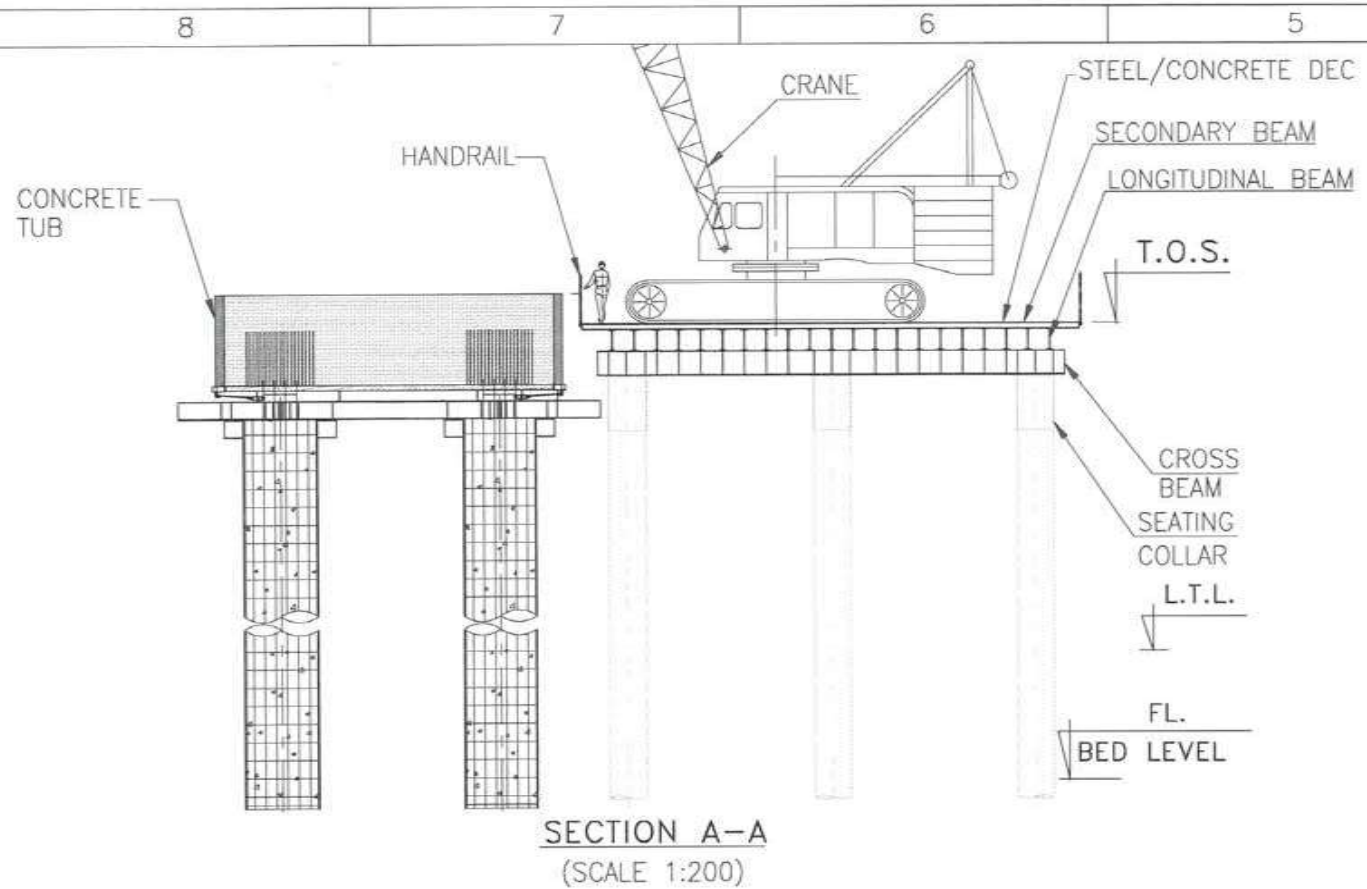 8 7 6 5
CRANE
STEEL/CONCRETE DEC
HANDRAIL
SECONDARY BEAM
CONCRETE
TUB
LONGITUDINAL BEAM
T.O.S.
CROSS
BEAM
SEATING
COLLAR
L.T.L.
FL.
BED LEVEL
SECTION A-A
(SCALE 1:200)